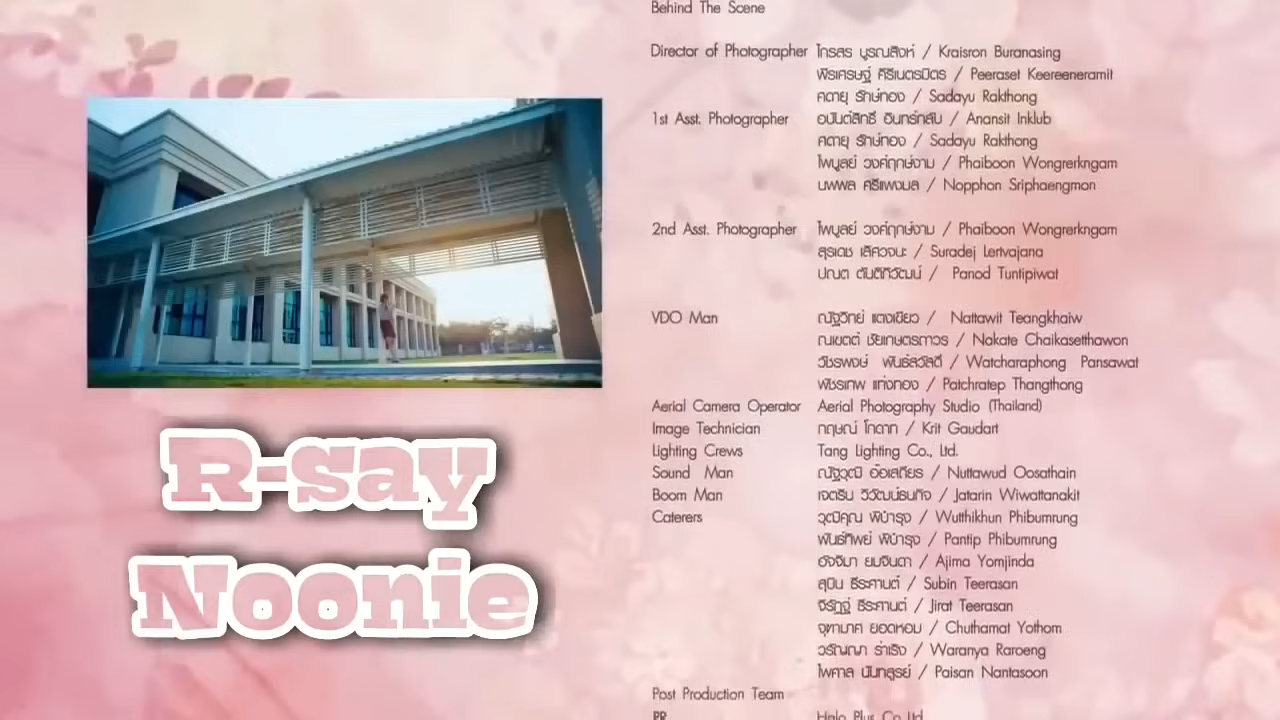 Behind The Scene
Director of Photographer ไกรสร บูรณสิงห์ / Kraisron Buranasing
พีรเศรษฐ์ คีรีเนตรมิตร / Peeraset Keereeneramit
ศดายุ รักษ์ทอง / Sadayu Rakthong
1st Asst. Photographer อนันต์สิทธิ์ อินทร์กลับ / Anansit Inklub
ศดายุ รักษ์ทอง / Sadayu Rakthong
ไพบูลย์ วงศ์ฤกษ์งาม / Phaiboon Wongrerkngam
นพพล ศรีแพงมล / Nopphon Sriphaengmon
2nd Asst. Photographer ไพบูลย์ วงศ์ฤกษ์งาม / Phaiboon Wongrerkngam
สุรเดช เลิศวจนะ / Suradej Lertvajana
ปณต ตันติทิวัฒน์ / Panod Tuntipiwat
VDO Man ณัฐวิทย์ แตงเขียว / Nattawit Teangkhaiw
ณเขตต์ ชัยเกษตรถาวร / Nakate Chaikasetthawon
วัชรพงษ์ พันธ์สวัสดิ์ / Watcharaphong Pansawat
พัชรเทพ แท่งทอง / Patchratep Thangthong
Aerial Camera Operator Aerial Photography Studio (Thailand)
Image Technician กฤษณ์ โกดาท / Krit Gaudart
Lighting Crews Tang Lighting Co., Ltd.
Sound Man ณัฐวุฒิ อ๋อเสถียร / Nuttawud Oosathain
Boom Man เจตริน วิวัฒน์ธนกิจ / Jatarin Wiwattanakit
Caterers วุฒิคุณ พิบำรุง / Wutthikhun Phibumrung
พันธ์ทิพย์ พิบำรุง / Pantip Phibumrung
อัจจิมา ยมจินดา / Ajima Yomjinda
สุบิน ธีระศานต์ / Subin Teerasan
จิรัฏฐ์ ธีระศานต์ / Jirat Teerasan
จุฑามาศ ยอดหอม / Chuthamat Yothom
วรัญญา ร่าเริง / Waranya Raroeng
ไพศาล นันทสูรย์ / Paisan Nantasoon
Post Production Team
PR Halo Plus Co.,Ltd.
R-say
Noonie